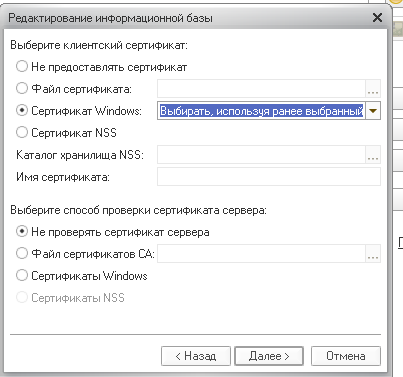 Редактирование информационной базы
Выберите клиентский сертификат:
Не предоставлять сертификат
Файл сертификата:
...
Сертификат Windows:
Выбирать, используя ранее выбранный
Сертификат NSS
Каталог хранилища NSS:
...
Имя сертификата:
Выберите способ проверки сертификата сервера:
Не проверять сертификат сервера
Файл сертификатов CA:
...
Сертификаты Windows
Сертификаты NSS
< Назад
Далее >
Отмена